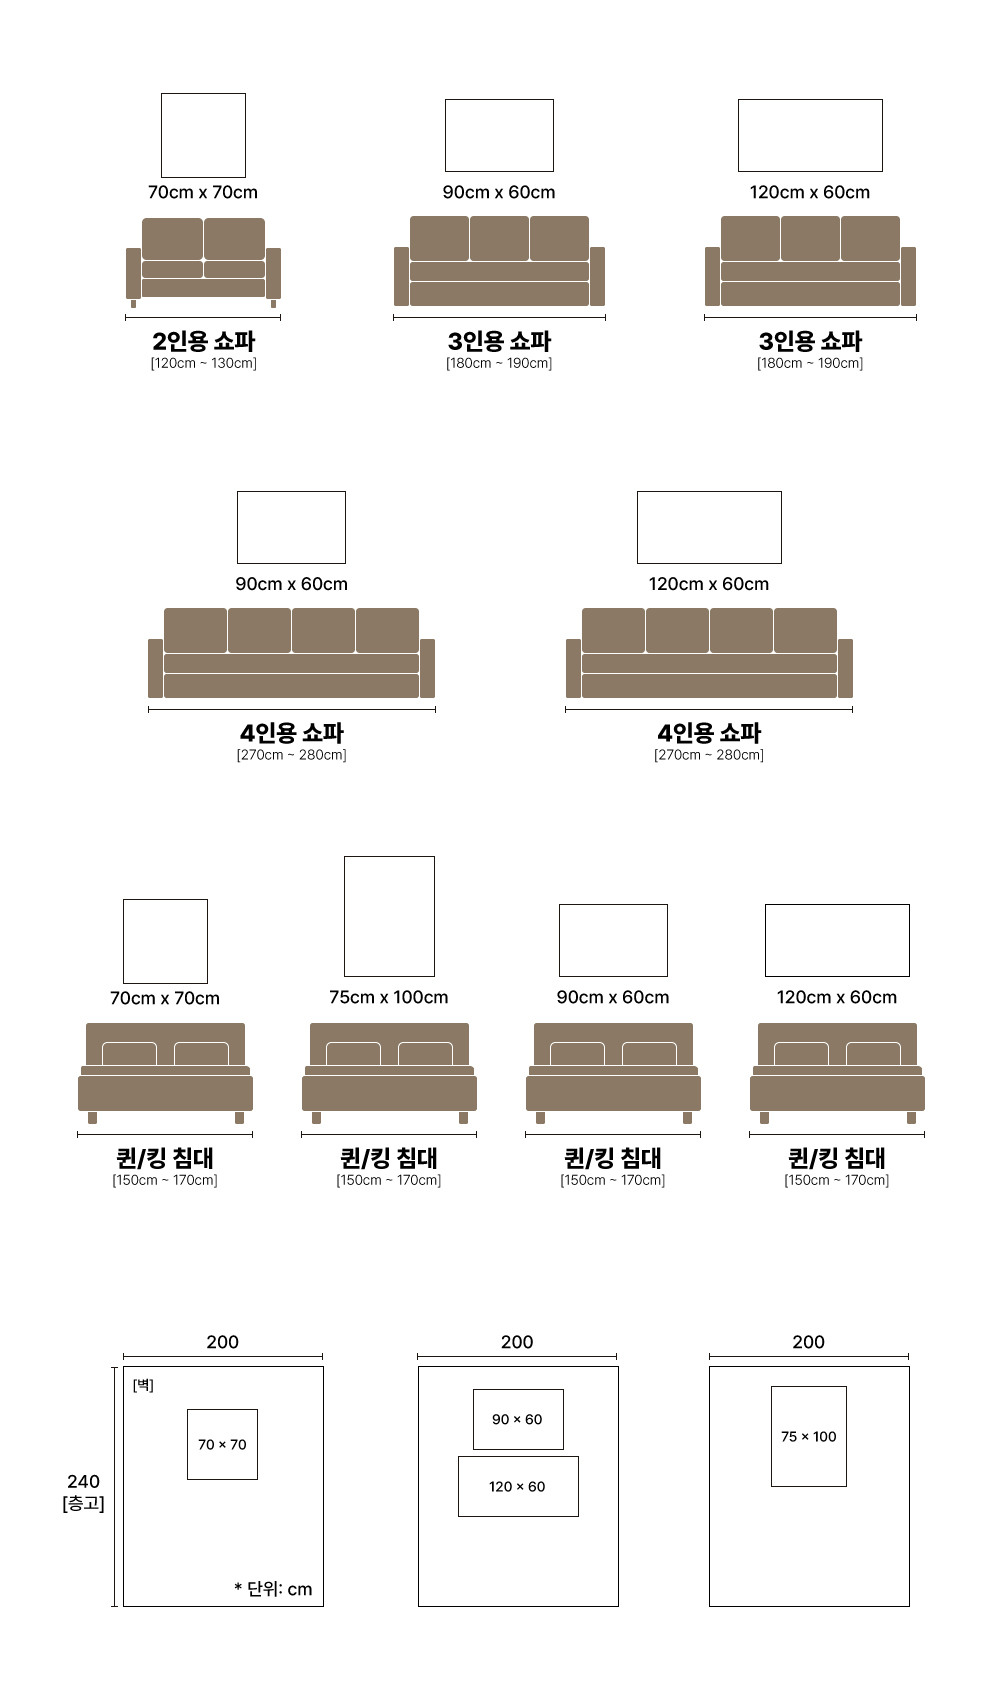 70cm x 70cm
90cm x 60cm
120cm x 60cm
2인용 쇼파
[120cm ~ 130cm]
3인용 쇼파
[180cm ~ 190cm]
3인용 쇼파
[180cm ~ 190cm]
90cm x 60cm
120cm x 60cm
4인용 쇼파
[270cm ~ 280cm]
4인용 쇼파
[270cm ~ 280cm]
70cm x 70cm
75cm x 100cm
90cm x 60cm
120cm x 60cm
퀸/킹 침대
[150cm ~ 170cm]
퀸/킹 침대
[150cm ~ 170cm]
퀸/킹 침대
[150cm ~ 170cm]
퀸/킹 침대
[150cm ~ 170cm]
200
200
200
[벽]
70 × 70
90 × 60
75 × 100
240
[층고]
120 × 60
* 단위: cm